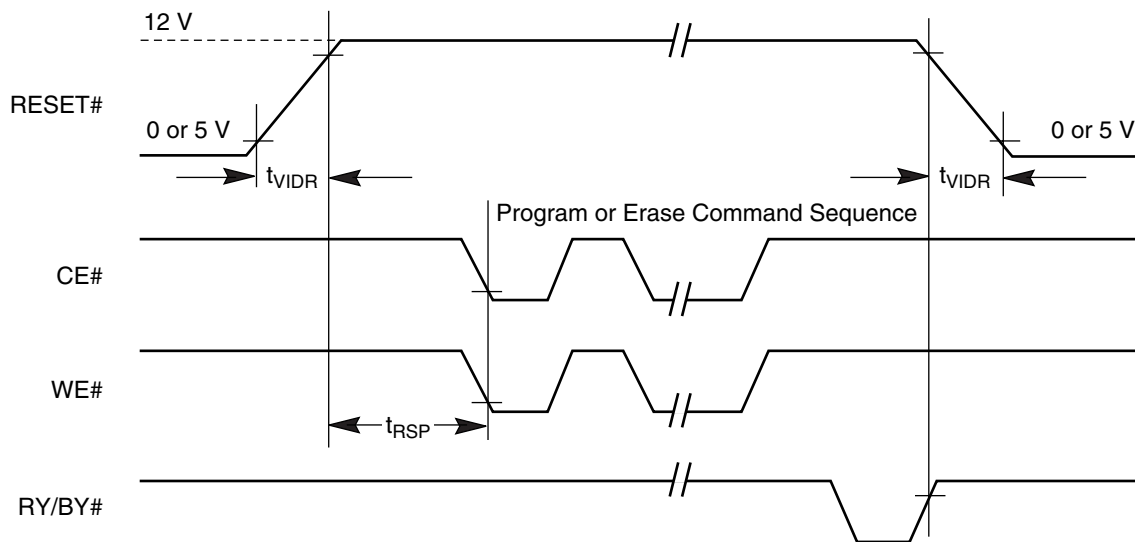 12 V
RESET#
0 or 5 V
0 or 5 V
tVIDR
tVIDR
Program or Erase Command Sequence
CE#
WE#
tRSP
RY/BY#